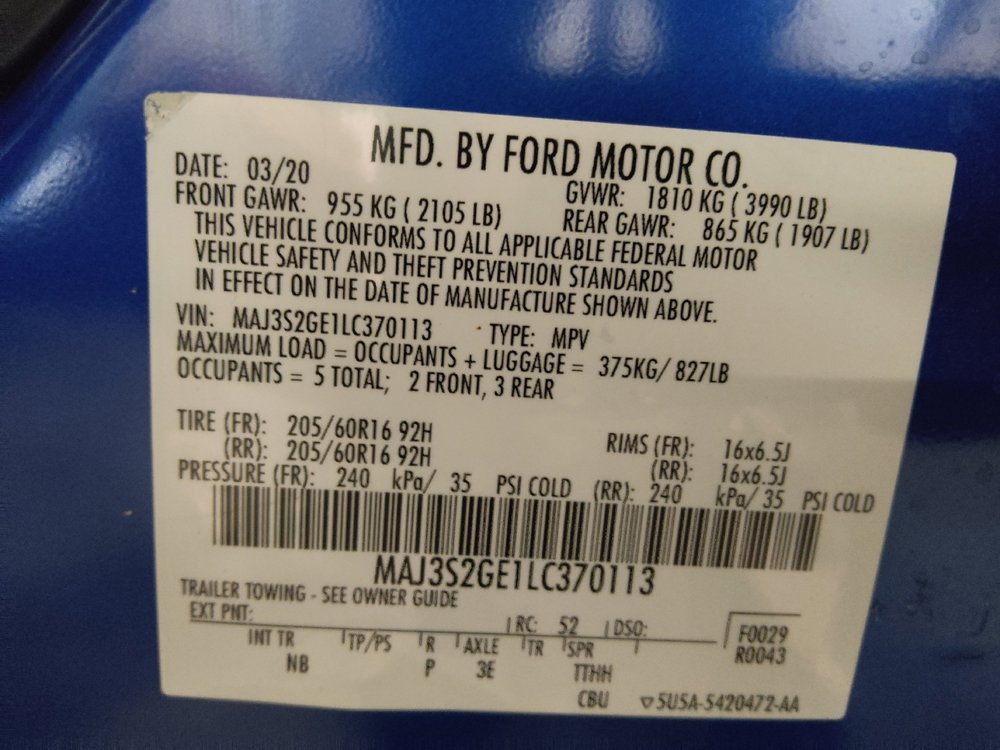 MFD. BY FORD MOTOR CO.
DATE: 03/20 GVWR: 1810 KG ( 3990 LB)
FRONT GAWR: 955 KG ( 2105 LB) REAR GAWR: 865 KG ( 1907 LB)
THIS VEHICLE CONFORMS TO ALL APPLICABLE FEDERAL MOTOR
VEHICLE SAFETY AND THEFT PREVENTION STANDARDS
IN EFFECT ON THE DATE OF MANUFACTURE SHOWN ABOVE.
VIN: MAJ3S2GE1LC370113 TYPE: MPV
MAXIMUM LOAD = OCCUPANTS + LUGGAGE = 375KG/ 827LB
OCCUPANTS = 5 TOTAL; 2 FRONT, 3 REAR
TIRE (FR): 205/60R16 92H RIMS (FR): 16x6.5J
(RR): 205/60R16 92H (RR): 16x6.5J
PRESSURE (FR): 240 kPa/ 35 PSI COLD (RR): 240 kPa/ 35 PSI COLD
MAJ3S2GE1LC370113
TRAILER TOWING - SEE OWNER GUIDE
EXT PNT: RC: 52 DSO: F0029
INT TR TP/PS R AXLE TR SPR R0043
NB P 3E TTHH
CBU 5U5A-5420472-AA